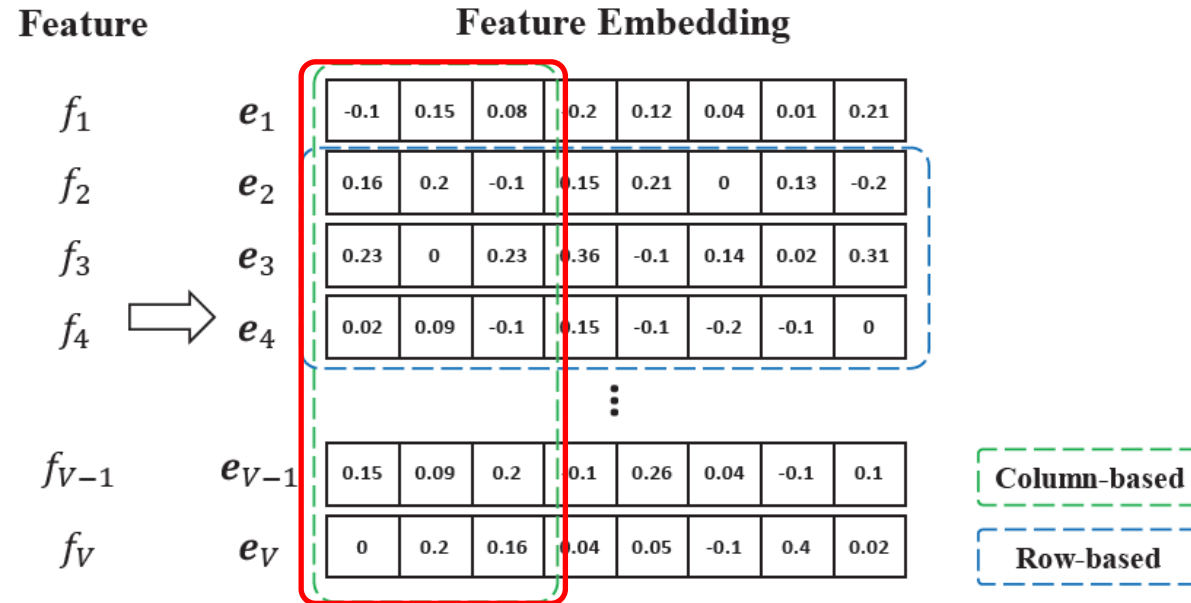 Feature Feature Embedding
f₁ e₁ -0.1 0.15 0.08 -0.2 0.12 0.04 0.01 0.21
f₂ e₂ 0.16 0.2 -0.1 0.15 0.21 0 0.13 -0.2
f₃ e₃ 0.23 0 0.23 0.36 -0.1 0.14 0.02 0.31
f₄ e₄ 0.02 0.09 -0.1 0.15 -0.1 -0.2 -0.1 0
f_{V−1} e_{V−1} 0.15 0.09 0.2 -0.1 0.26 0.04 -0.1 0.1
Column-based
f_V e_V 0 0.2 0.16 0.04 0.05 -0.1 0.4 0.02
Row-based